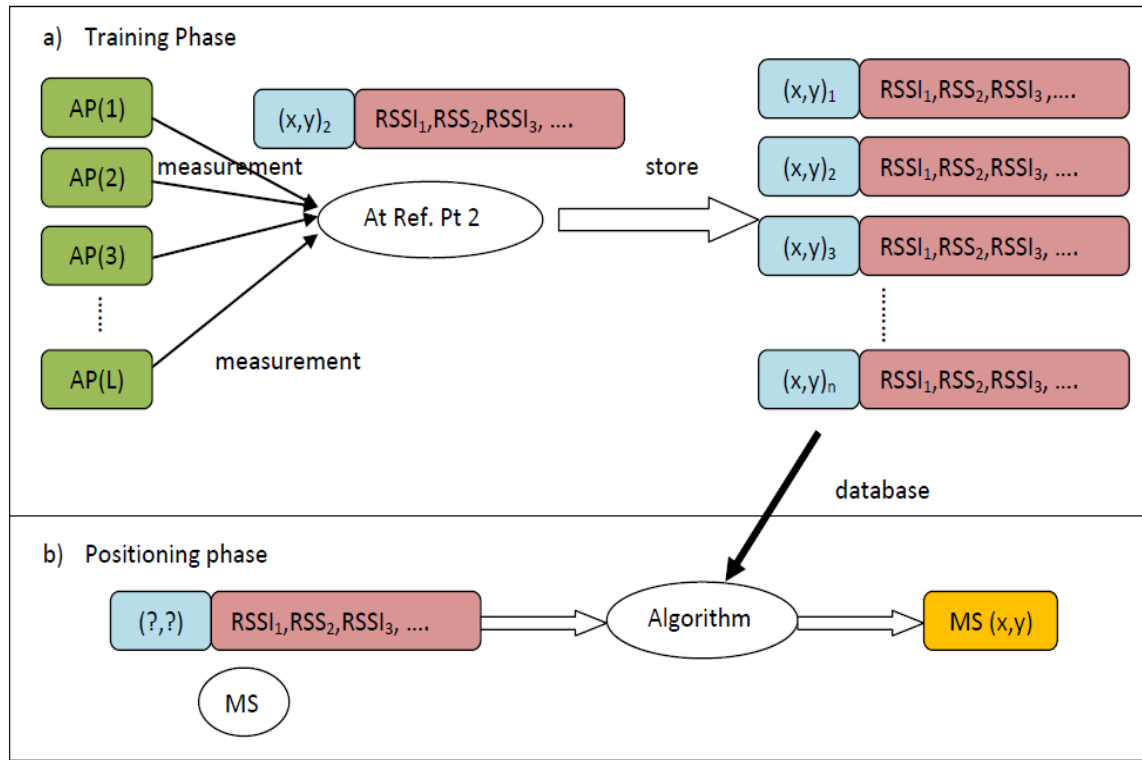 a) Training Phase
AP(1)
AP(2)
AP(3)
AP(L)
measurement
measurement
(x,y)₂ RSSI₁,RSS₂,RSSI₃, ....
At Ref. Pt 2
store
(x,y)₁ RSSI₁,RSS₂,RSSI₃ ,....
(x,y)₂ RSSI₁,RSS₂,RSSI₃, ....
(x,y)₃ RSSI₁,RSS₂,RSSI₃, ....
(x,y)ₙ RSSI₁,RSS₂,RSSI₃, ....
database
b) Positioning phase
(?,?) RSSI₁,RSS₂,RSSI₃, ....
MS
Algorithm
MS (x,y)